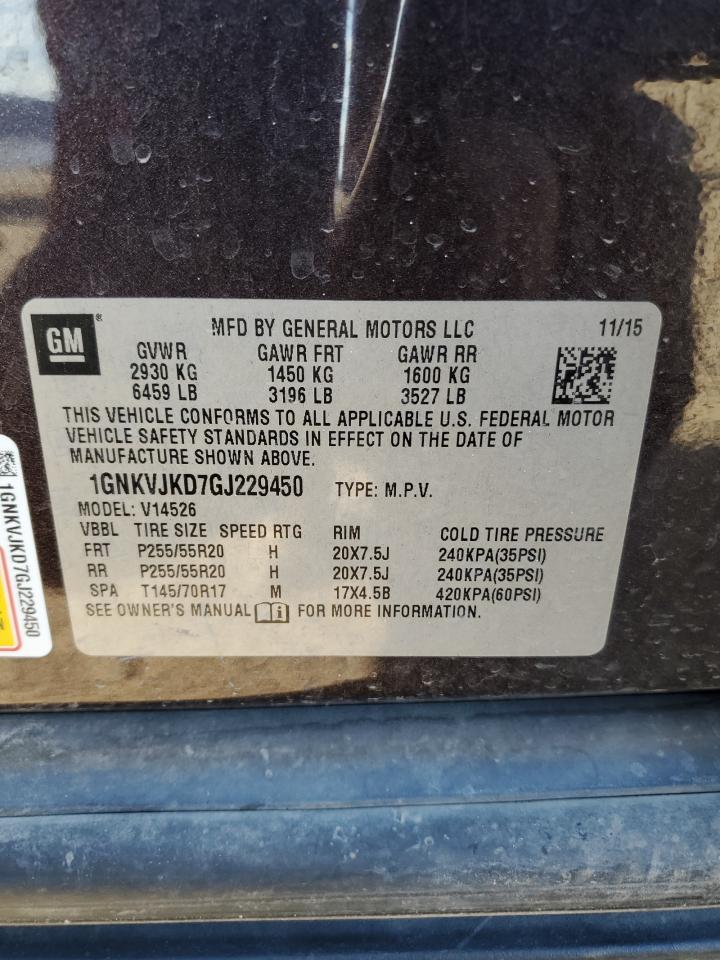 GM®
MFD BY GENERAL MOTORS LLC 11/15
GVWR GAWR FRT GAWR RR
2930 KG 1450 KG 1600 KG
6459 LB 3196 LB 3527 LB
THIS VEHICLE CONFORMS TO ALL APPLICABLE U.S. FEDERAL MOTOR
VEHICLE SAFETY STANDARDS IN EFFECT ON THE DATE OF
MANUFACTURE SHOWN ABOVE.
1GNKVJKD7GJ229450 TYPE: M.P.V.
MODEL: V14526
VBBL TIRE SIZE SPEED RTG RIM COLD TIRE PRESSURE
FRT P255/55R20 H 20X7.5J 240KPA(35PSI)
RR P255/55R20 H 20X7.5J 240KPA(35PSI)
SPA T145/70R17 M 17X4.5B 420KPA(60PSI)
SEE OWNER'S MANUAL FOR MORE INFORMATION.
1GNKVJKD7GJ229450